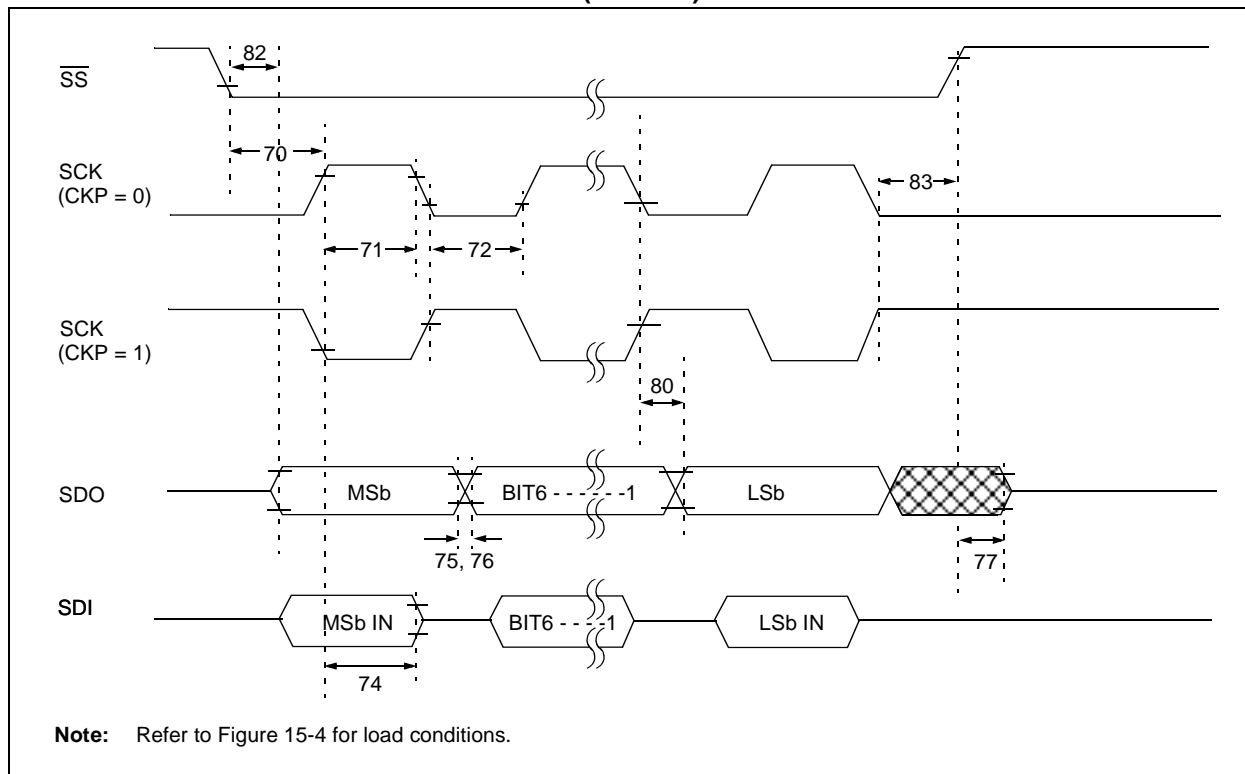 82
SS
70
SCK
(CKP = 0)
83
71
72
SCK
(CKP = 1)
80
SDO
MSb
BIT6 - - - - - -1
LSb
75, 76
77
SDI
MSb IN
BIT6 - - - - -1
LSb IN
74
Note: Refer to Figure 15-4 for load conditions.